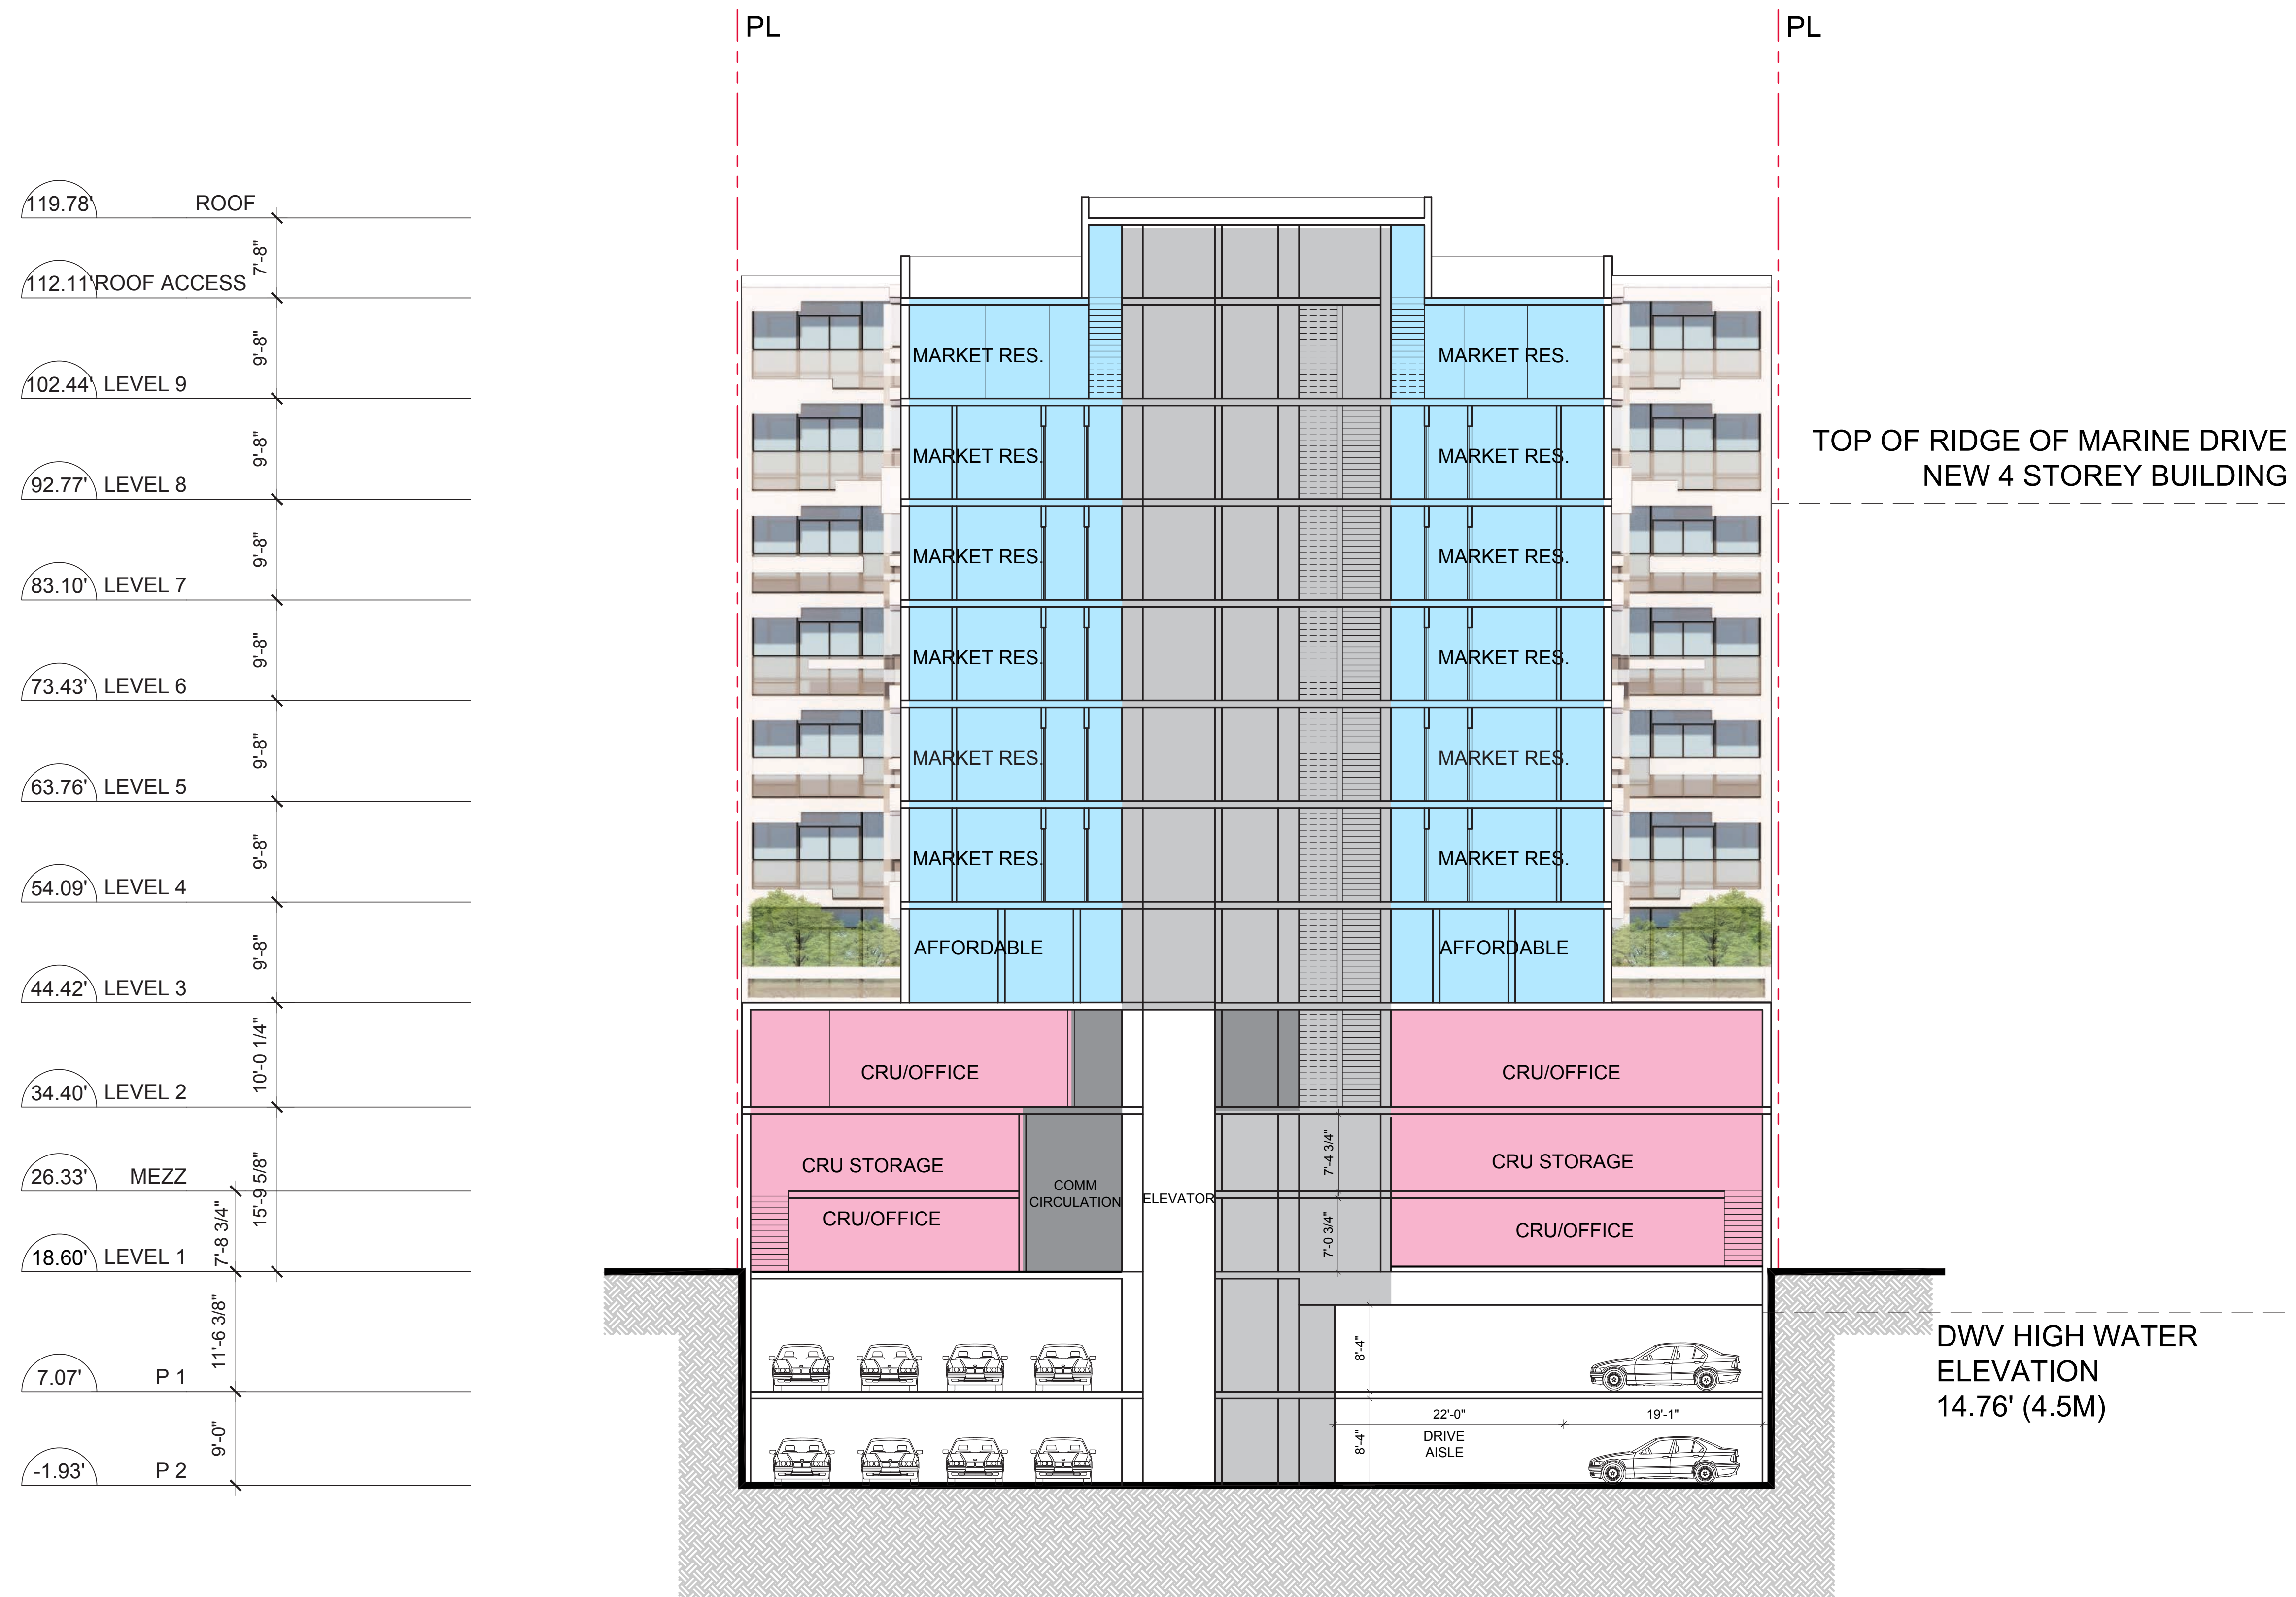 PL
PL
119.78' ROOF
7'-8"
112.11' ROOF ACCESS
9'-8"
MARKET RES.
MARKET RES.
102.44' LEVEL 9
9'-8"
MARKET RES.
MARKET RES.
TOP OF RIDGE OF MARINE DRIVE
NEW 4 STOREY BUILDING
92.77' LEVEL 8
9'-8"
MARKET RES.
MARKET RES.
83.10' LEVEL 7
9'-8"
MARKET RES.
MARKET RES.
73.43' LEVEL 6
9'-8"
MARKET RES.
MARKET RES.
63.76' LEVEL 5
9'-8"
MARKET RES.
MARKET RES.
54.09' LEVEL 4
9'-8"
AFFORDABLE
AFFORDABLE
44.42' LEVEL 3
10'-0 1/4"
CRU/OFFICE
CRU/OFFICE
34.40' LEVEL 2
15'-9 5/8"
CRU STORAGE
7'-4 3/4"
CRU STORAGE
26.33' MEZZ
COMM
CIRCULATION
ELEVATOR
7'-8 3/4"
CRU/OFFICE
7'-0 3/4"
CRU/OFFICE
18.60' LEVEL 1
11'-6 3/8"
8'-4"
DWV HIGH WATER
ELEVATION
14.76' (4.5M)
7.07' P 1
9'-0"
8'-4"
22'-0"
19'-1"
DRIVE
AISLE
-1.93' P 2